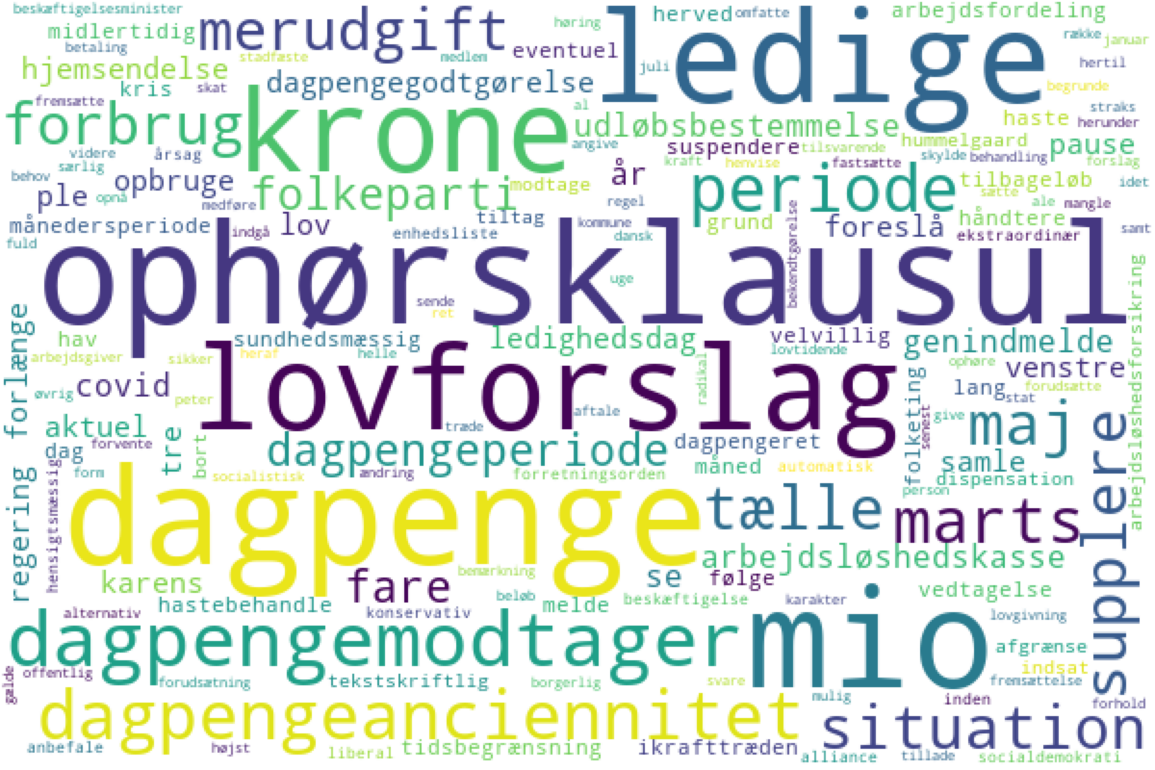 beskæftigelsesminister
midlertidig
betaling
merudgift
stadfæste
medlem
høring
eventuel
ledige
juli
herved
omfatte
arbejdsfordeling
række
januar
hertil
begrunde
hjemsendelse
kris
skat
dagpengegodtgørelse
fremsætte
forbrug
krone
al
angive
udløbsbestemmelse
suspendere
tilsvarende
haste
straks
herunder
hummelgaard
pause
videre
særlig
årsag
behov
ple
opnå
opbruge
medføre
folkeparti
modtage
år
regel
kraft
henvise
fastsætte
skylde
behandling
forslag
periode
tilbageløb
idet
sætte
ale
mangle
månedersperiode
fuld
indgå
lov
enhedsliste
tiltag
kommune
dansk
grund
bekendtgørelse
foreslå
håndtere
ekstraordinær
samt
ophørsklausul
uge
sende
ret
arbejdsløshedsforsikring
forlænge
hav
arbejdsgiver
sundhedsmæssig
sikker
heraf
helle
ledighedsdag
velvillig
lovtidende
genindmelde
ophøre
venstre
covid
øvrig
peter
lovforslag
radikal
aftale
folketing
lang
forudsætte
stat
senest
give
maj
aktuel
dag
forvente
tre
bort
træde
dagpengeperiode
dagpengeret
måned
automatisk
samle
dispensation
person
supplere
regering
hensigtsmæssig
form
socialistisk
ændring
forretningsorden
dagpenge
tælle
marts
arbejdsløshedskasse
karens
fare
bemærkning
se
følge
beskæftigelse
vedtagelse
alternativ
hastebehandle
konservativ
beløb
melde
karakter
lovgivning
dagpengemodtager
mio
afgrænse
indsat
gælde
offentlig
forudsætning
tekstskriftlig
borgerlig
svare
fremsættelse
mulig
inden
forhold
dagpengeanciennitet
situation
anbefale
højst
liberal
tidsbegrænsning
ikrafttræden
alliance
tillade
socialdemokrati